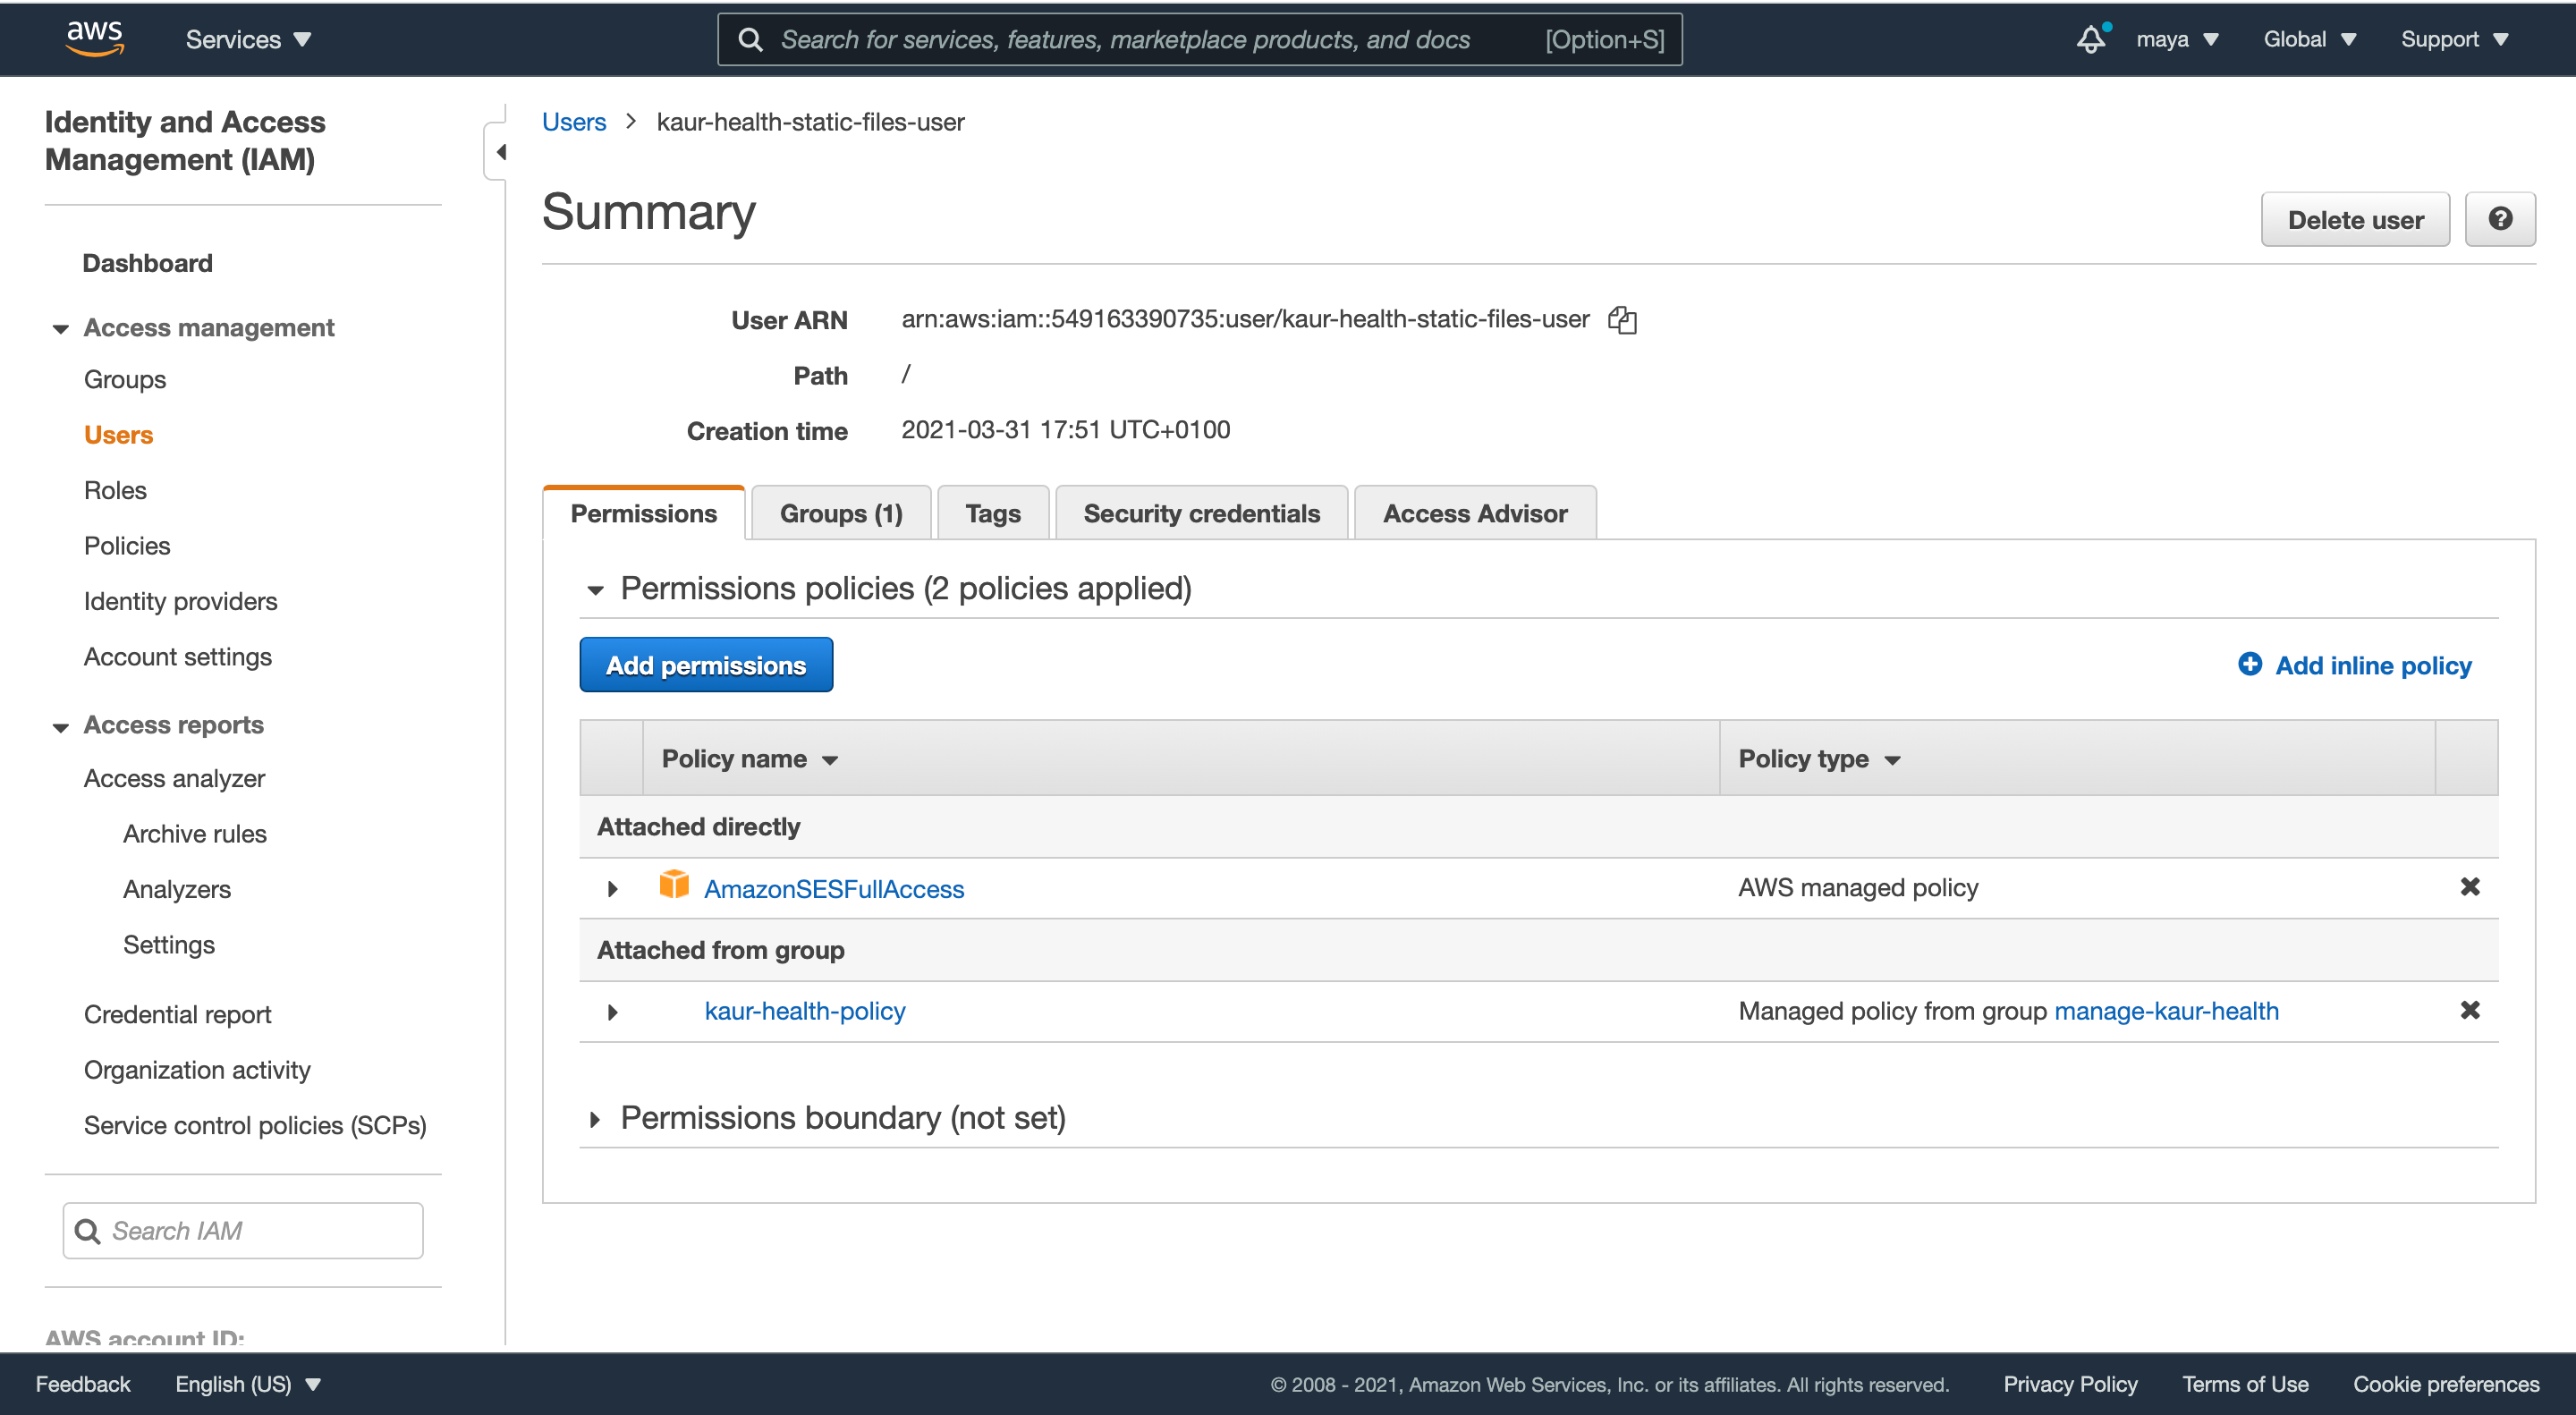 aws
Services
Search for services, features, marketplace products, and docs [Option+S]
maya
Global
Support
Identity and Access
Management (IAM)
Dashboard
Access management
Groups
Users
Roles
Policies
Identity providers
Account settings
Access reports
Access analyzer
Archive rules
Analyzers
Settings
Credential report
Organization activity
Service control policies (SCPs)
Search IAM
AWS account ID:
Users > kaur-health-static-files-user
Summary
Delete user
?
User ARN arn:aws:iam::549163390735:user/kaur-health-static-files-user
Path /
Creation time 2021-03-31 17:51 UTC+0100
Permissions
Groups (1)
Tags
Security credentials
Access Advisor
Permissions policies (2 policies applied)
Add permissions
Add inline policy
Policy name Policy type
Attached directly
AmazonSESFullAccess AWS managed policy
Attached from group
kaur-health-policy Managed policy from group manage-kaur-health
Permissions boundary (not set)
Feedback
English (US)
© 2008 - 2021, Amazon Web Services, Inc. or its affiliates. All rights reserved.
Privacy Policy
Terms of Use
Cookie preferences